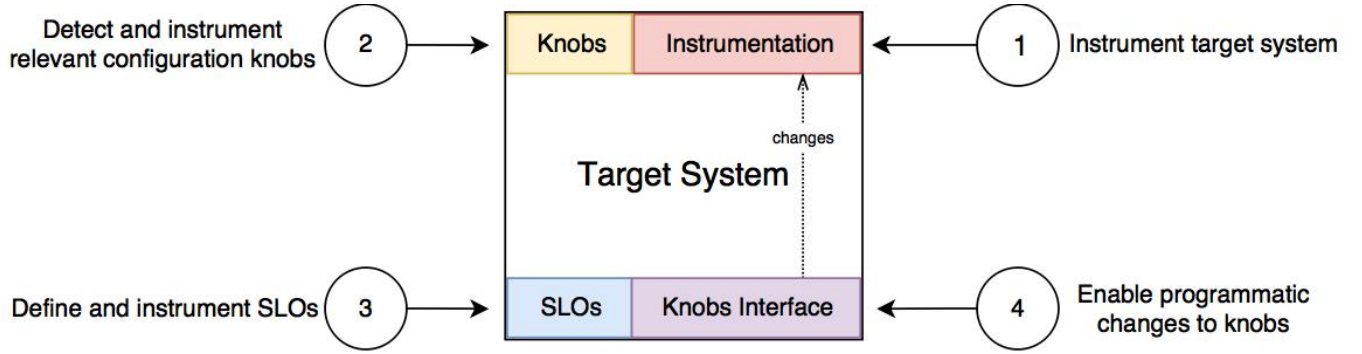 Detect and instrument
relevant configuration knobs
2
Knobs
Instrumentation
1
Instrument target system
changes
Target System
Define and instrument SLOs
3
SLOs
Knobs Interface
4
Enable programmatic
changes to knobs